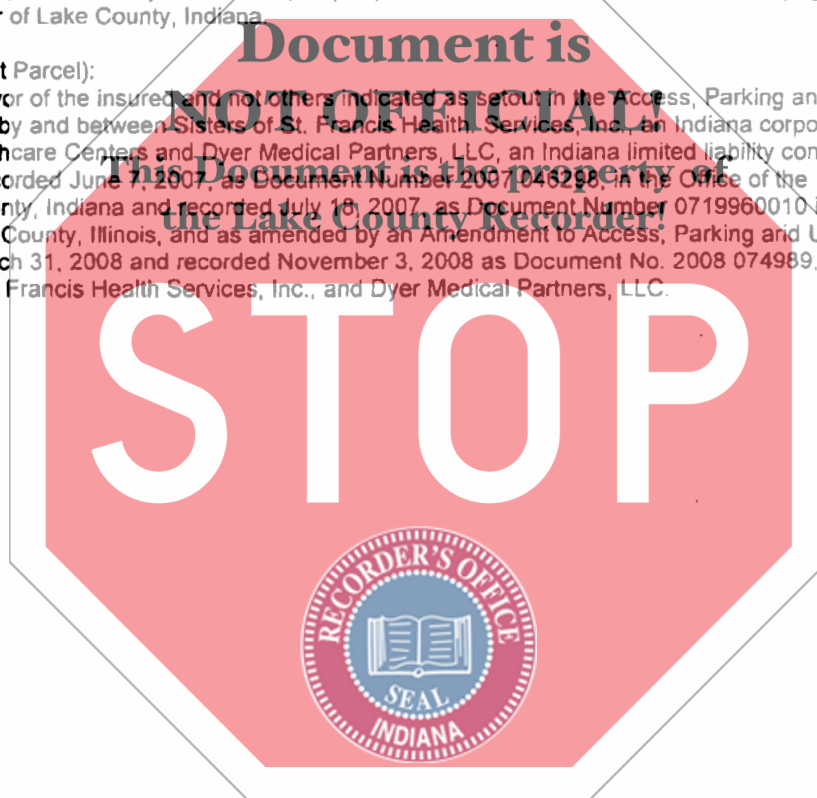 r of Lake County, Indiana.
Document is
t Parcel):
vor of the insured and not others indicated as setout in the Access, Parking an
NOT OFFICIAL!
by and between Sisters of St. Francis Health Services, Inc., an Indiana corpo
hcare Centers and Dyer Medical Partners, LLC, an Indiana limited liability con
This Document is the property of
corded June 7, 2007, as Document Number 2007 046298, in the Office of the
nty, Indiana and recorded July 18, 2007, as Document Number 0719960010 i
the Lake County Recorder!
County, Illinois, and as amended by an Amendment to Access, Parking and U
ch 31, 2008 and recorded November 3, 2008 as Document No. 2008 074989,
Francis Health Services, Inc., and Dyer Medical Partners, LLC.
STOP
RECORDER'S OFFICE
SEAL
INDIANA